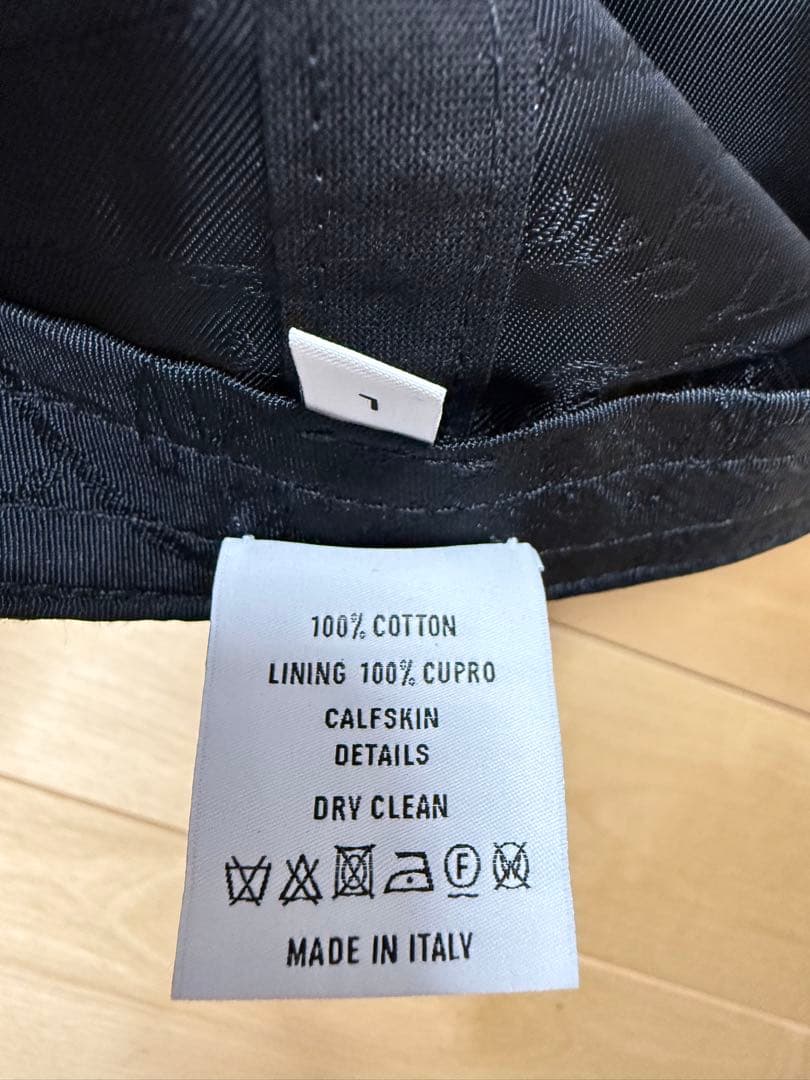 L
100% COTTON
LINING 100% CUPRO
CALFSKIN
DETAILS
DRY CLEAN
F W
MADE IN ITALY